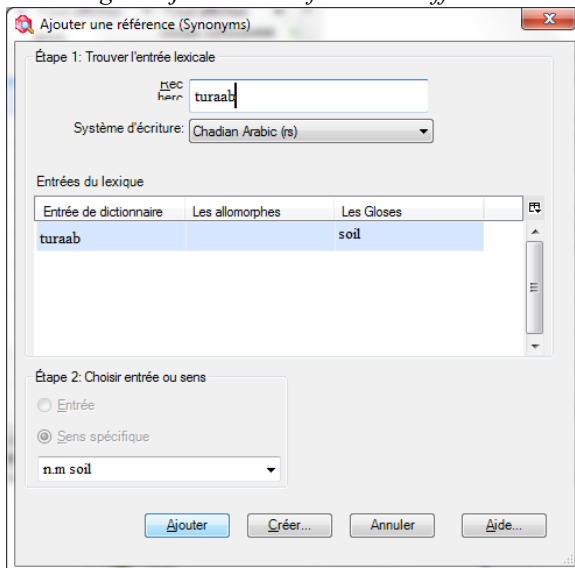 Ajouter une référence (Synonyms)
Étape 1: Trouver l'entrée lexicale
Rec
herc
turaab
Système d'écriture: Chadian Arabic (rs)
Entrées du lexique
Entrée de dictionnaire Les allomorphes Les Gloses
turaab soil
Étape 2: Choisir entrée ou sens
Entrée
Sens spécifique
n.m soil
Ajouter Créer... Annuler Aide...